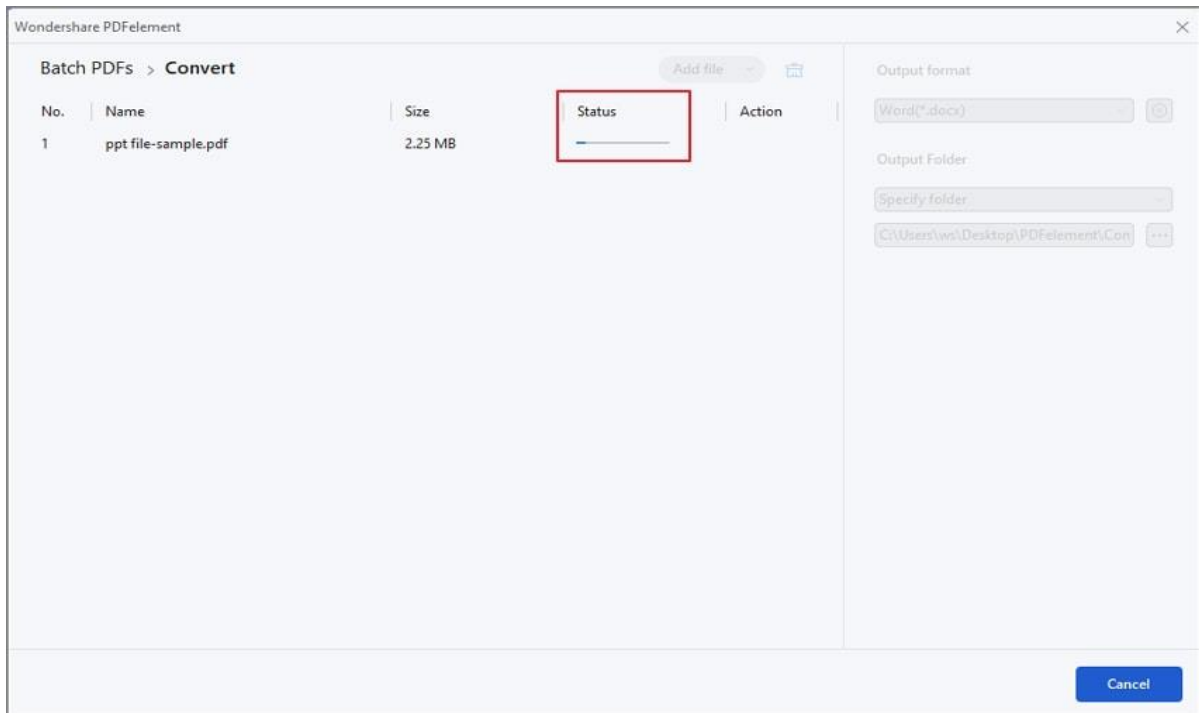 Wondershare PDFelement
Batch PDFs > Convert
Add file
No. Name Size Status Action
1 ppt file-sample.pdf 2.25 MB
Output format
Word(*.docx)
Output Folder
Specify folder
C:\Users\ws\Desktop\PDFelement\Con
Cancel